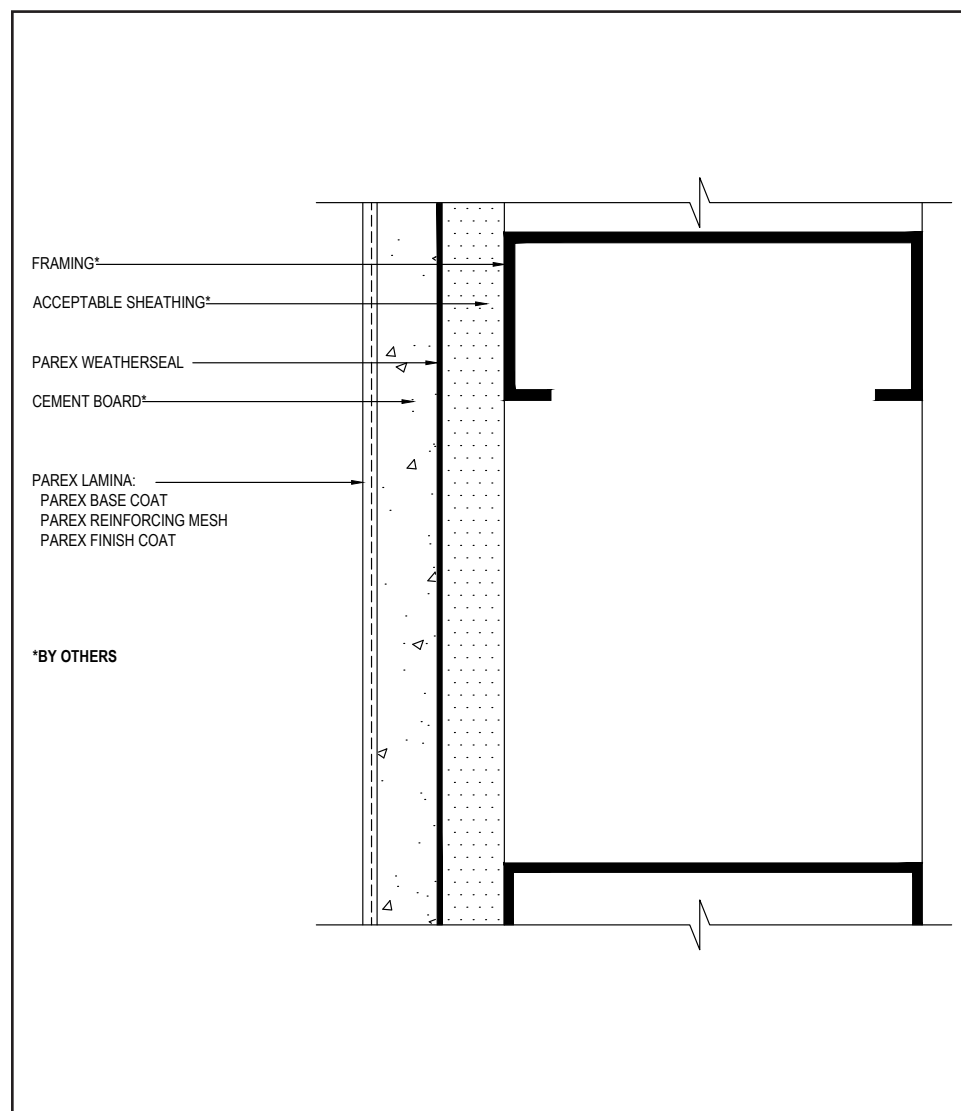 FRAMING*
ACCEPTABLE SHEATHING*
PAREX WEATHERSEAL
CEMENT BOARD*
PAREX LAMINA:
PAREX BASE COAT
PAREX REINFORCING MESH
PAREX FINISH COAT
*BY OTHERS